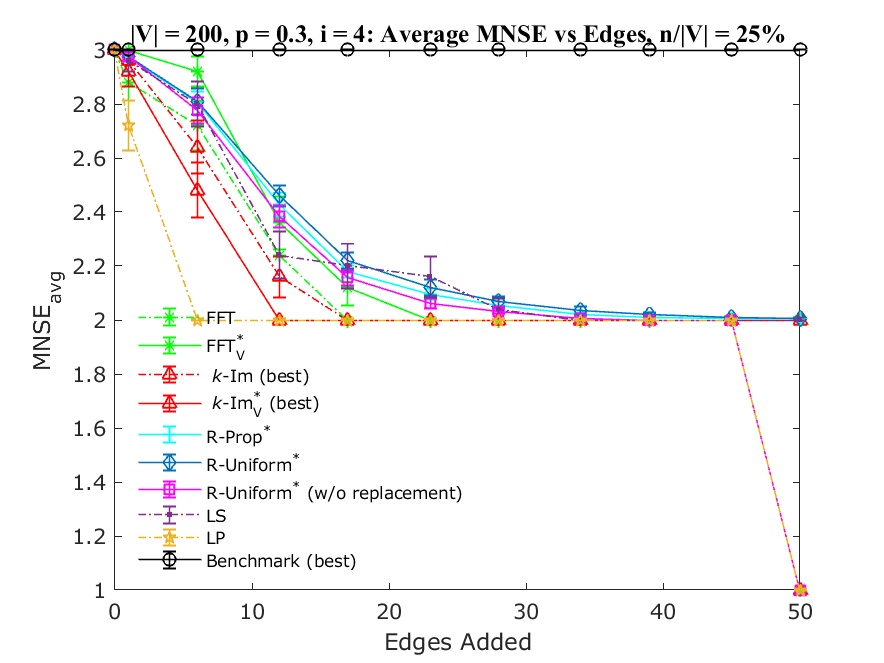 |V| = 200, p = 0.3, i = 4: Average MNSE vs Edges, n/|V| = 25%
3
2.8
2.6
2.4
2.2
2
1.8
1.6
1.4
1.2
1
MNSE_avg
FFT
FFT*_V
k-Im (best)
k-Im*_V (best)
R-Prop*
R-Uniform*
R-Uniform* (w/o replacement)
LS
LP
Benchmark (best)
0
10
20
30
40
50
Edges Added